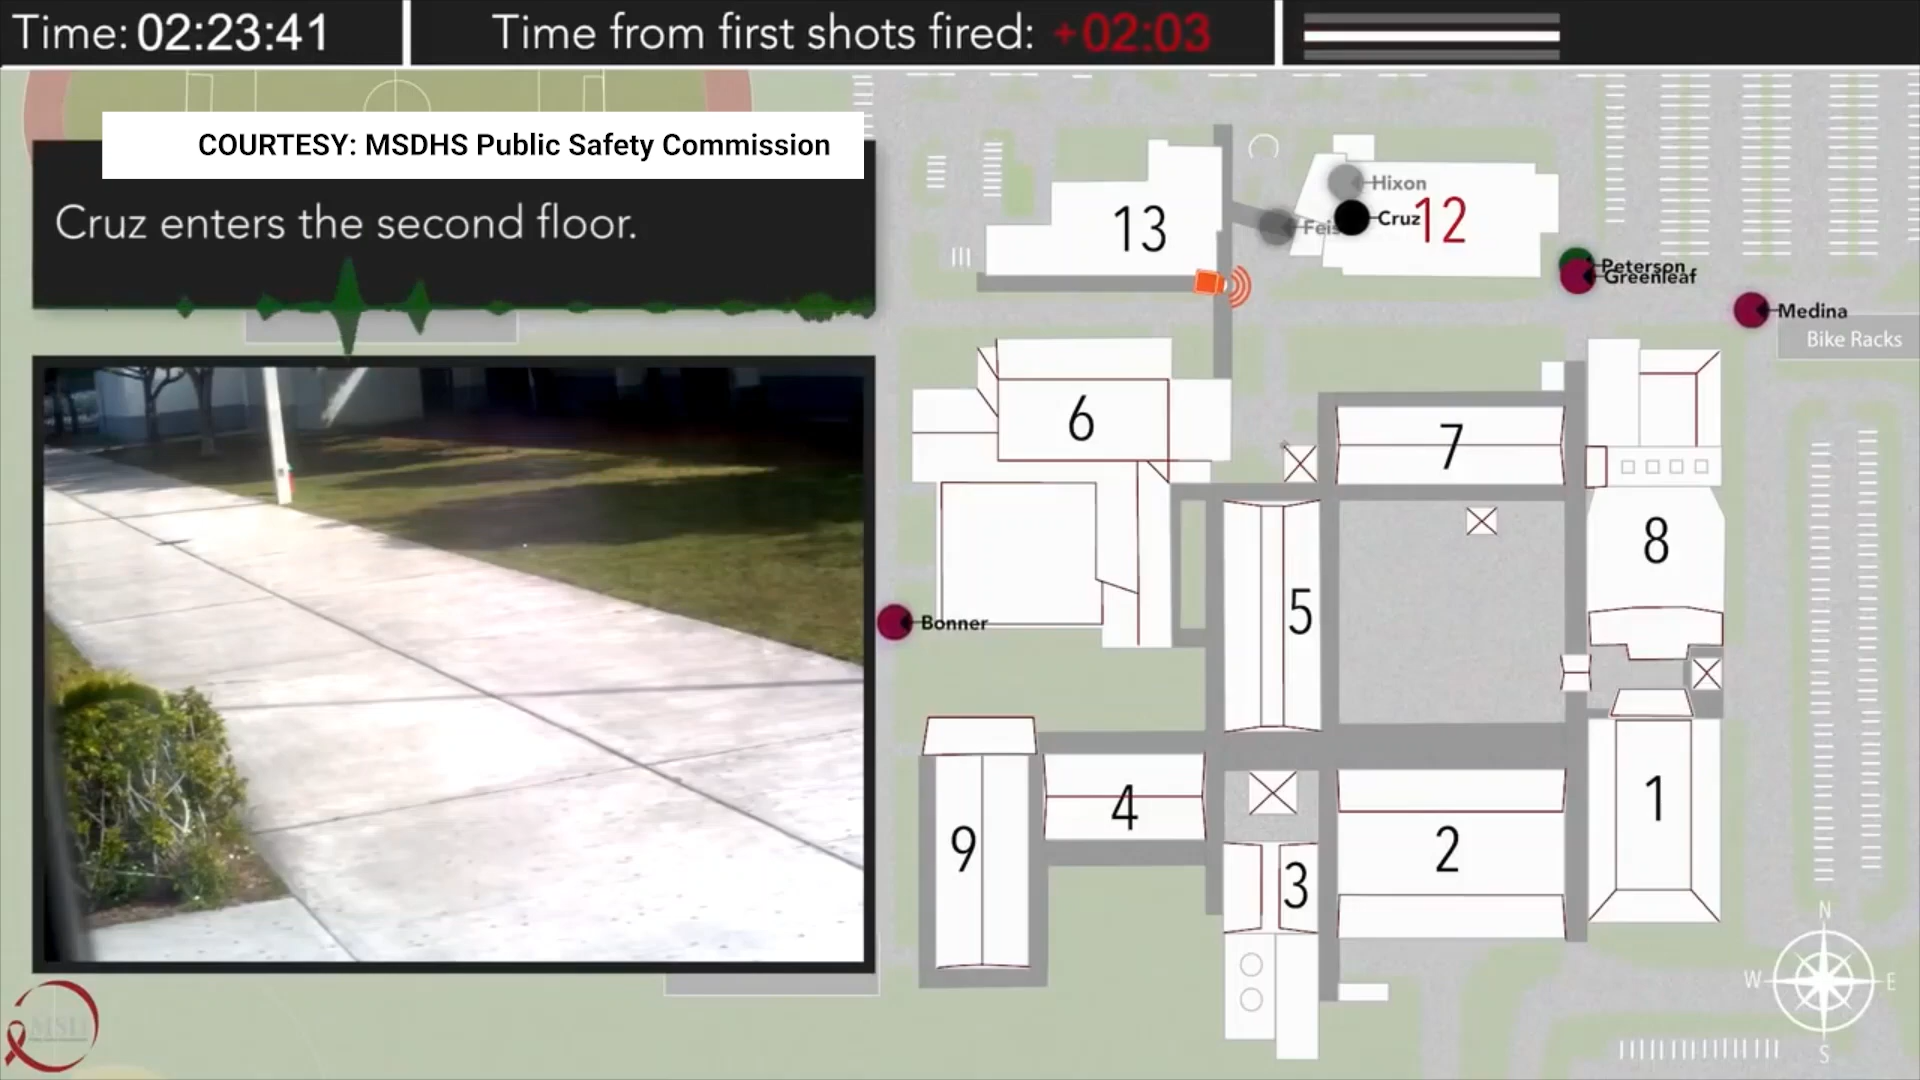 Time: 02:23:41
Time from first shots fired: +02:03
COURTESY: MSDHS Public Safety Commission
Cruz enters the second floor.
13
Hixon
Cruz
12
Feis
Peterson
Greenleaf
Medina
Bike Racks
6
7
8
5
Bonner
9
4
3
2
1
N
W
E
S
MSD